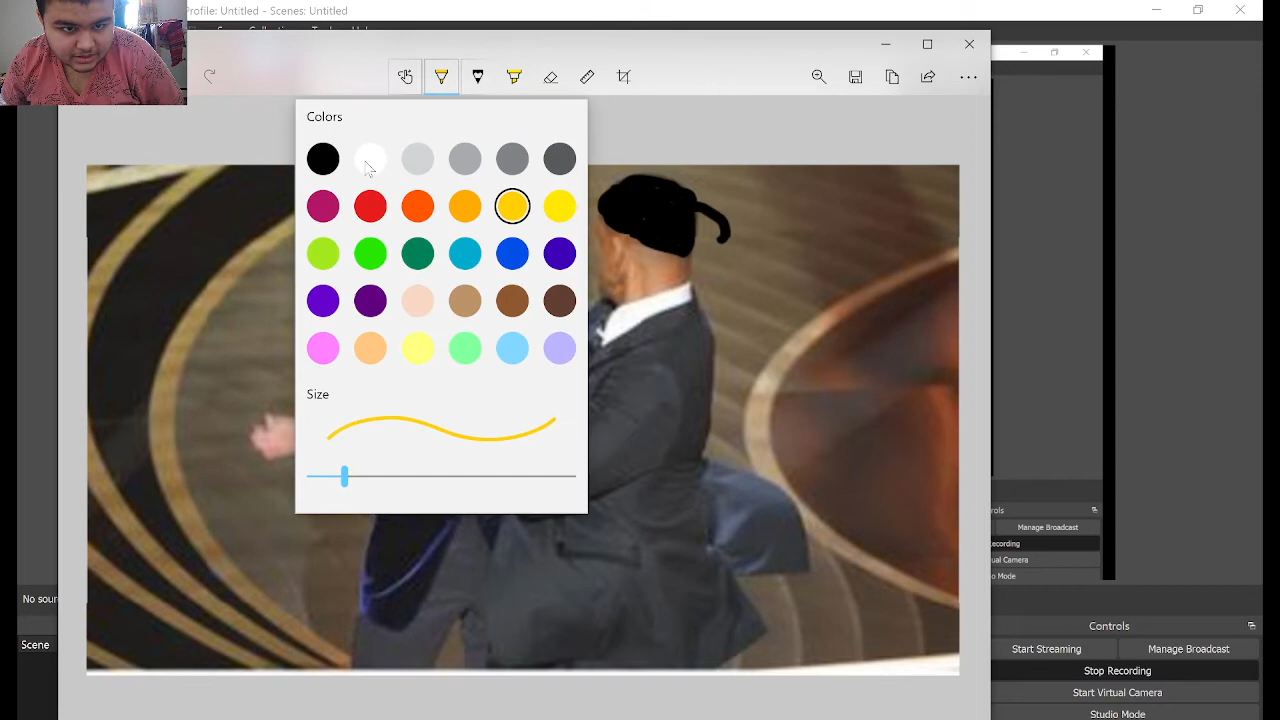 Profile: Untitled - Scenes: Untitled
Colors
Size
No sour
Scene
rols
Manage Broadcast
ecording
ual Camera
o Mode
Controls
Start Streaming
Manage Broadcast
Stop Recording
Start Virtual Camera
Studio Mode